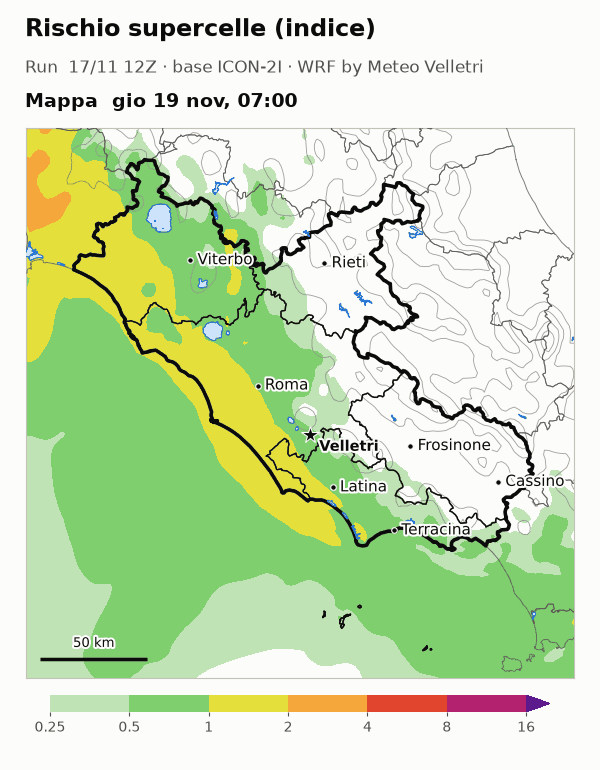 Rischio supercelle (indice)
Run 17/11 12Z · base ICON-2I · WRF by Meteo Velletri
Mappa gio 19 nov, 07:00
Viterbo
Rieti
Roma
Velletri
Frosinone
Cassino
Latina
Terracina
50 km
0.25 0.5 1 2 4 8 16